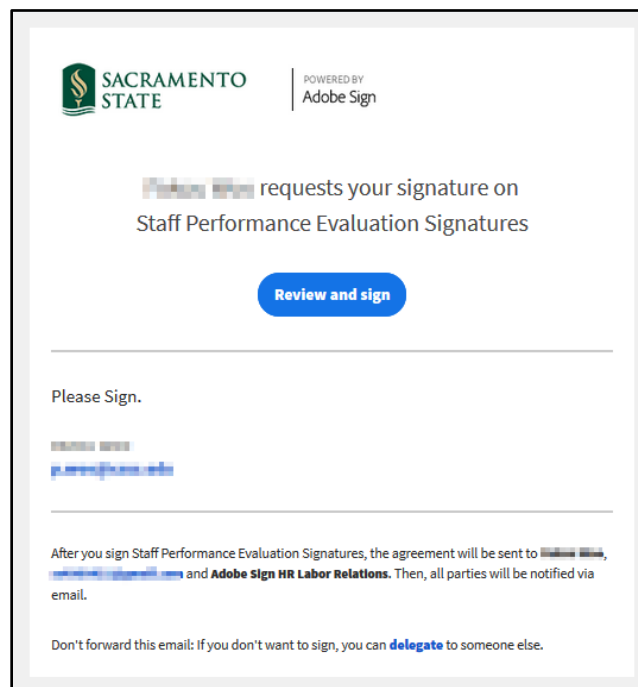 SACRAMENTO
STATE
POWERED BY
Adobe Sign
requests your signature on
Staff Performance Evaluation Signatures
Review and sign
Please Sign.
After you sign Staff Performance Evaluation Signatures, the agreement will be sent to
and Adobe Sign HR Labor Relations. Then, all parties will be notified via
email.
Don't forward this email: If you don't want to sign, you can delegate to someone else.